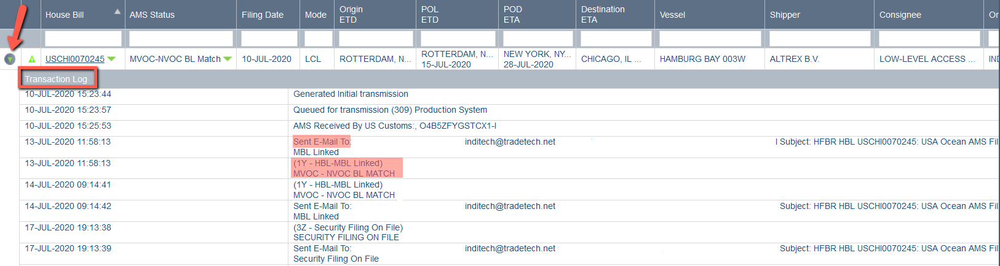 House Bill AMS Status Filing Date Mode Origin ETD POL ETD POD ETA Destination ETA Vessel Shipper Consignee Or
USCHI0070245 MVOC-NVOC BL Match 10-JUL-2020 LCL ROTTERDAM, N... ROTTERDAM, N... NEW YORK, NY... CHICAGO, IL ... HAMBURG BAY 003W ALTREX B.V. LOW-LEVEL ACCESS ... IND
15-JUL-2020 28-JUL-2020
Transaction Log
10-JUL-2020 15:23:44 Generated Initial transmission
10-JUL-2020 15:23:57 Queued for transmission (309) Production System
10-JUL-2020 15:25:53 AMS Received By US Customs:, O4B5ZFYGSTCX1-I
13-JUL-2020 11:58:13 Sent E-Mail To: inditech@tradetech.net l Subject: HFBR HBL USCHI0070245: USA Ocean AMS Fil
MBL Linked
13-JUL-2020 11:58:13 (1Y - HBL-MBL Linked)
MVOC - NVOC BL MATCH
14-JUL-2020 09:14:41 (1Y - HBL-MBL Linked)
MVOC - NVOC BL MATCH
14-JUL-2020 09:14:42 Sent E-Mail To: inditech@tradetech.net Subject: HFBR HBL USCHI0070245: USA Ocean AMS Fil
MBL Linked
17-JUL-2020 19:13:38 (3Z - Security Filing On File)
SECURITY FILING ON FILE
17-JUL-2020 19:13:39 Sent E-Mail To: inditech@tradetech.net Subject: HFBR HBL USCHI0070245: USA Ocean AMS Fil
Security Filing On File